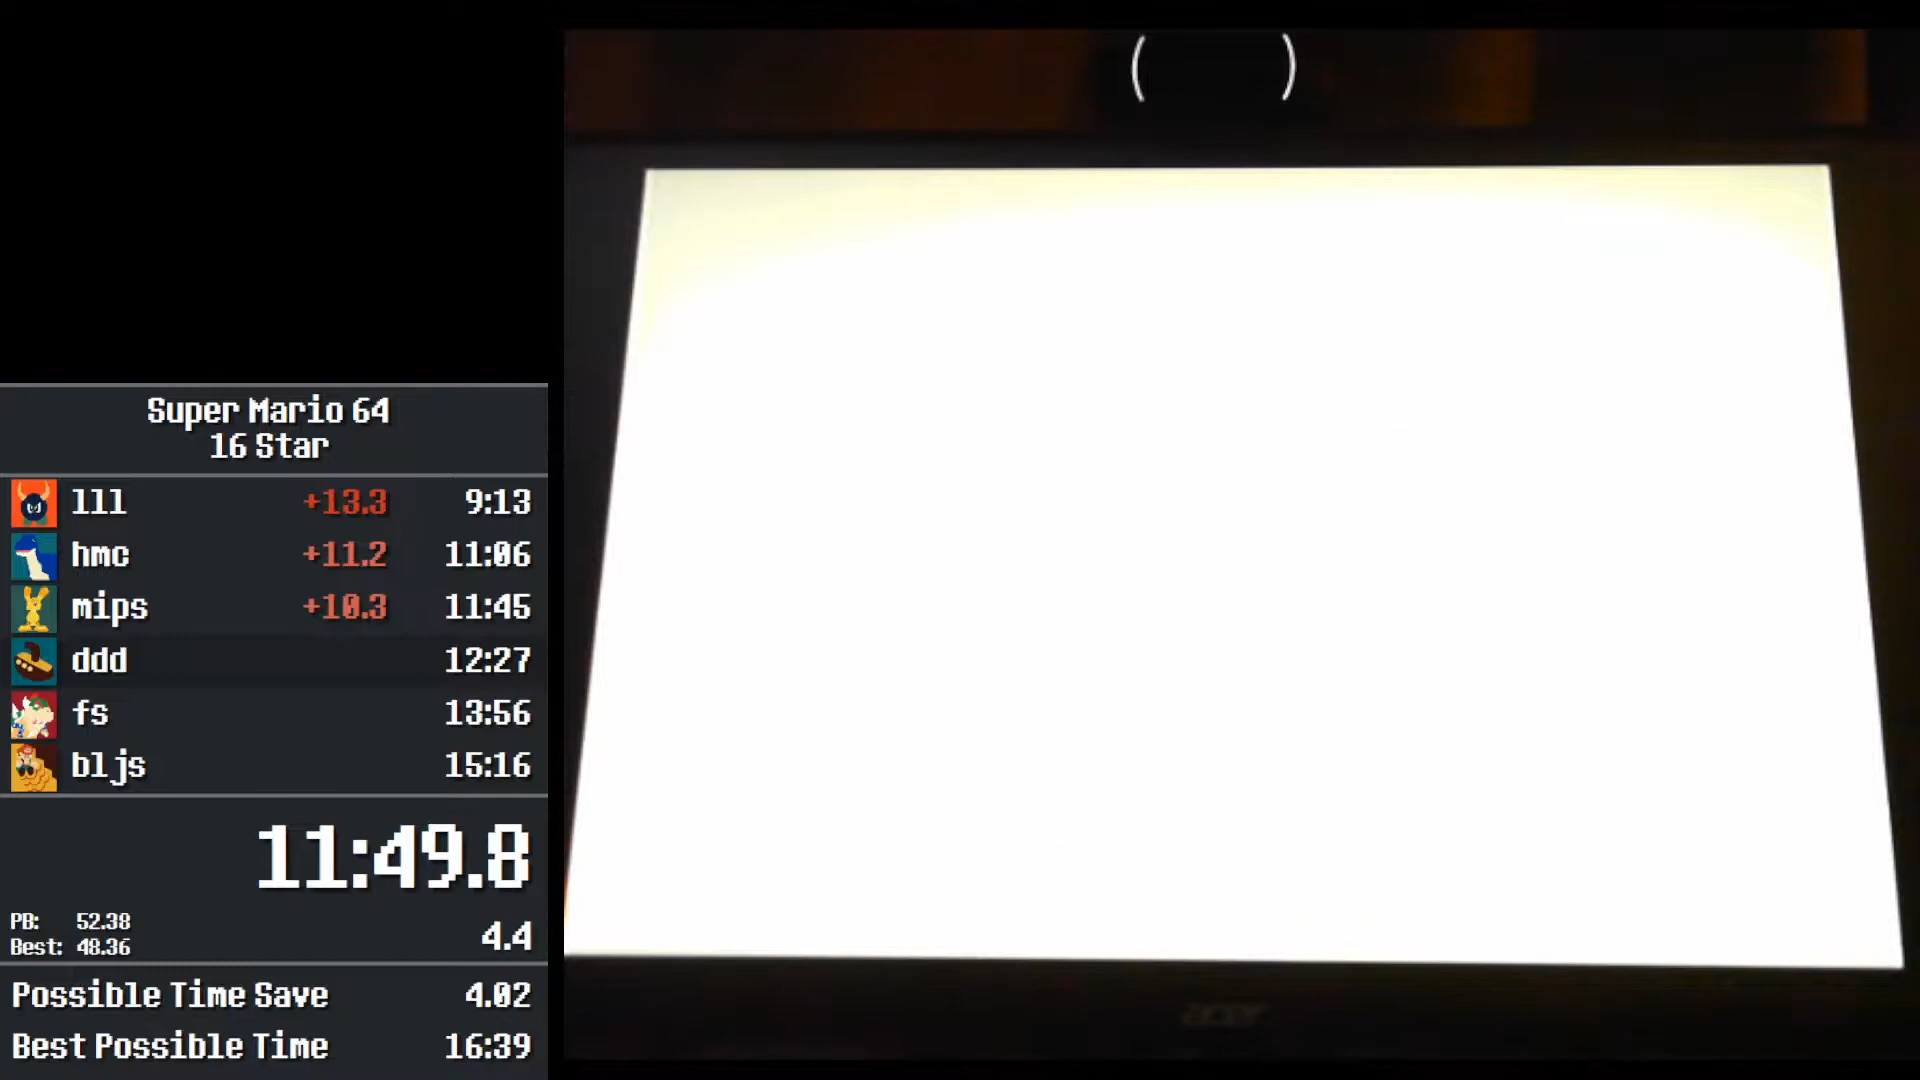 ( )
Super Mario 64
16 Star
lll +13.3 9:13
hmc +11.2 11:06
mips +10.3 11:45
ddd 12:27
fs 13:56
bljs 15:16
11:49.8
PB: 52.38
Best: 48.36
4.4
Possible Time Save 4.02
Best Possible Time 16:39
acer